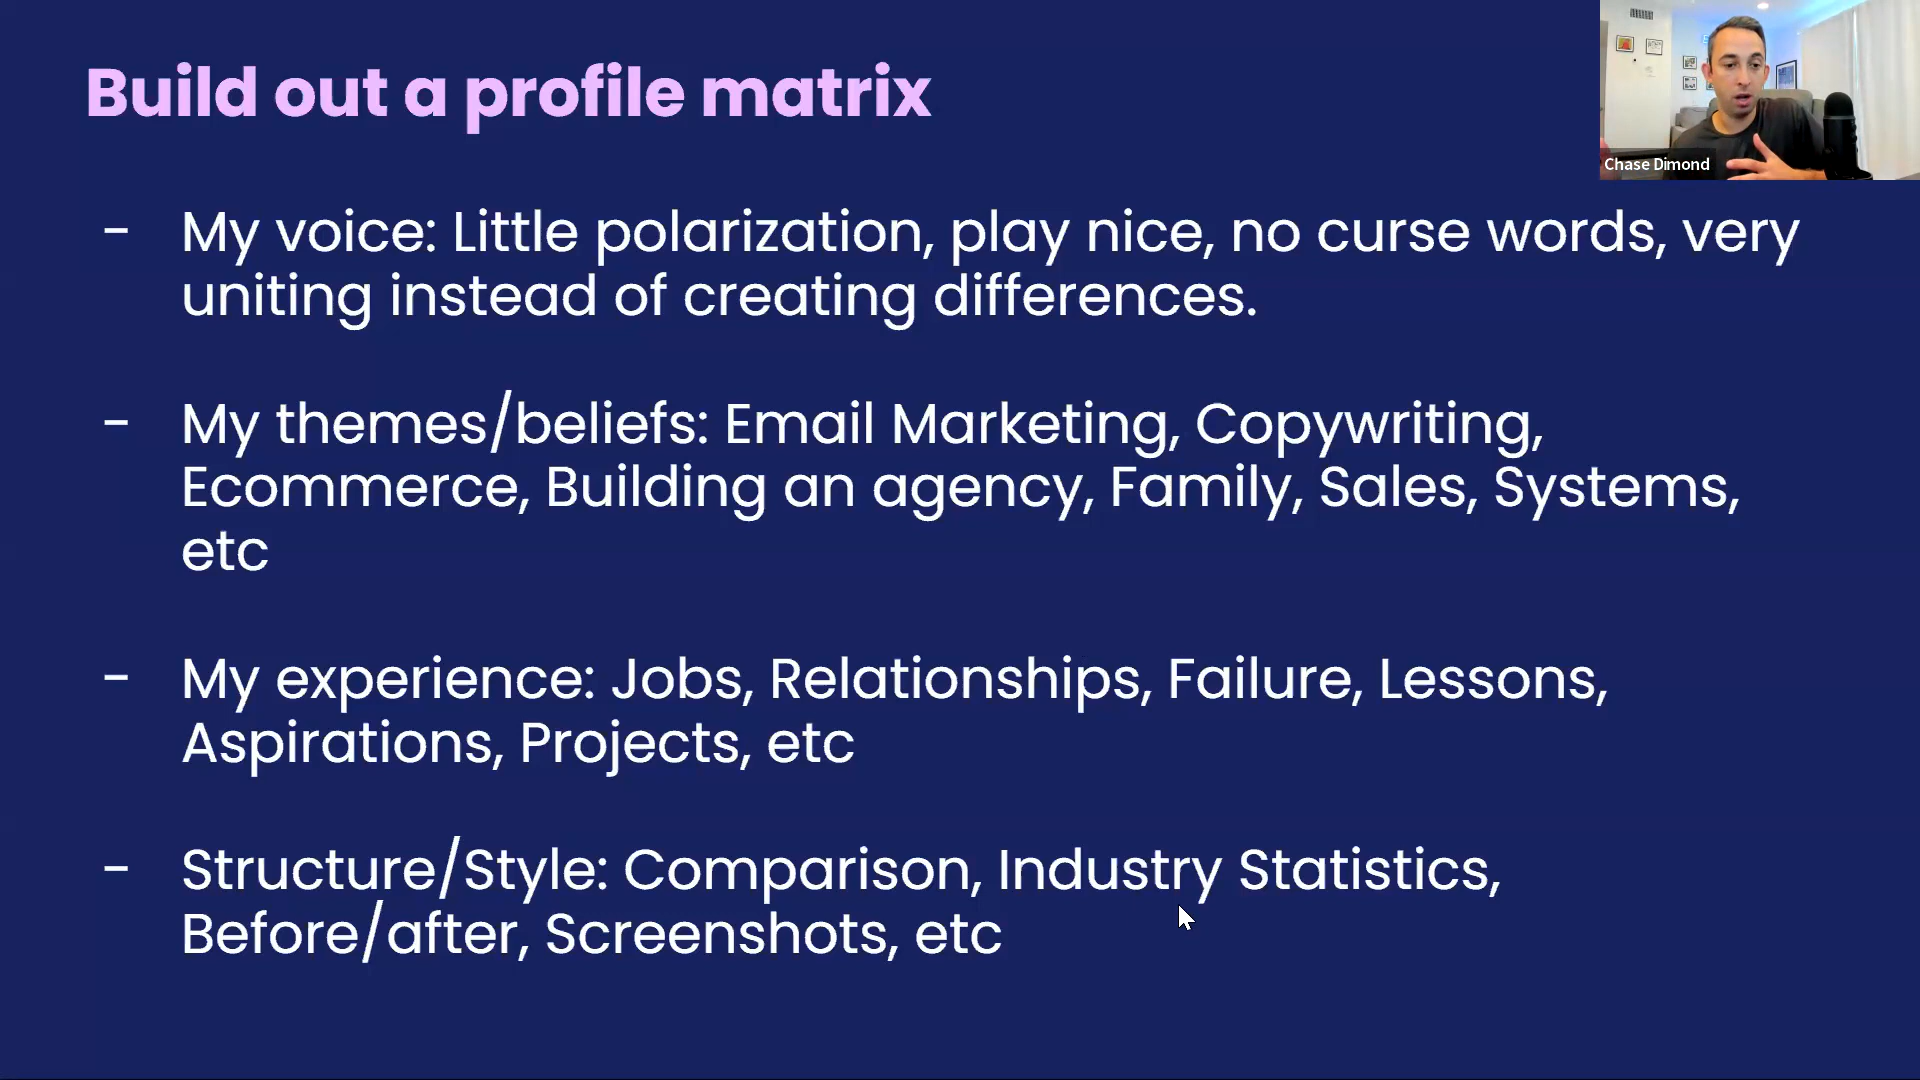 Build out a profile matrix
Chase Dimond
- My voice: Little polarization, play nice, no curse words, very
uniting instead of creating differences.
- My themes/beliefs: Email Marketing, Copywriting,
Ecommerce, Building an agency, Family, Sales, Systems,
etc
- My experience: Jobs, Relationships, Failure, Lessons,
Aspirations, Projects, etc
- Structure/Style: Comparison, Industry Statistics,
Before/after, Screenshots, etc